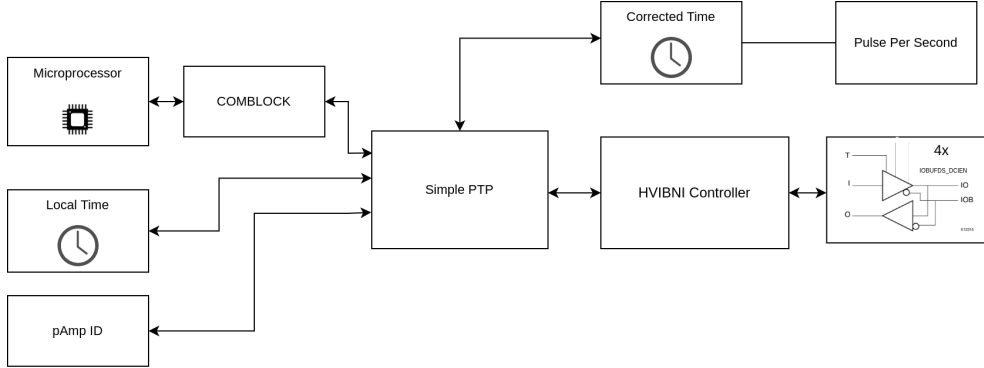 Corrected Time
Pulse Per Second
Microprocessor
COMBLOCK
Simple PTP
HVIBNI Controller
4x
IOBUFDS_DCIEN
T
I
IO
IOB
O
Local Time
pAmp ID